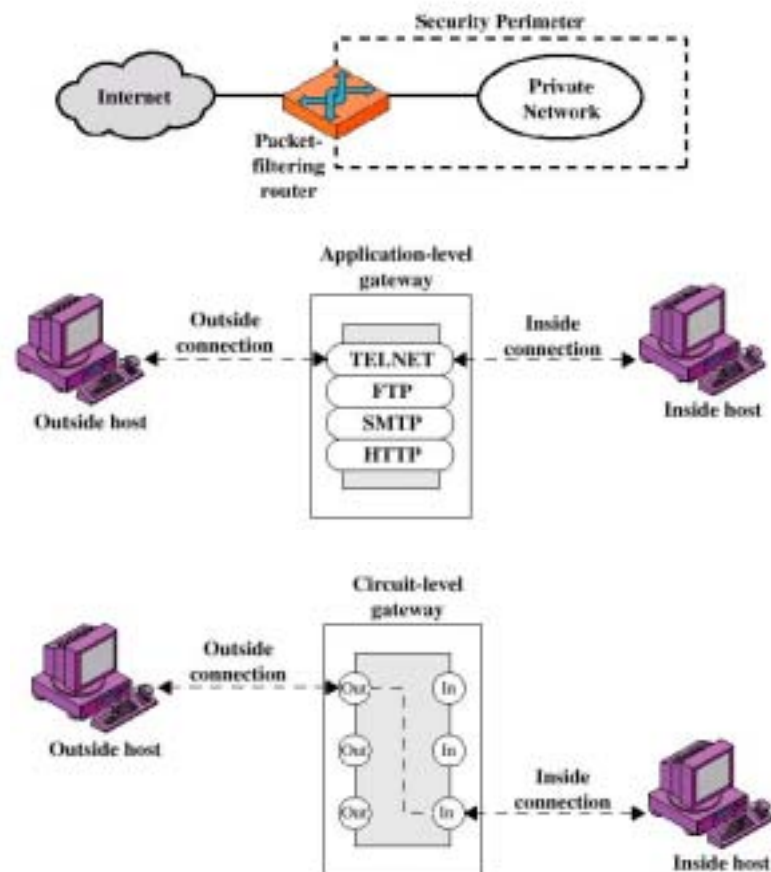 Security Perimeter
Internet
Private
Network
Packet-
filtering
router
Application-level
gateway
Outside
connection
Inside
connection
TELNET
FTP
SMTP
HTTP
Outside host
Inside host
Circuit-level
gateway
Outside
connection
Out
In
Outside host
Out
In
Inside
connection
Out
In
Inside host